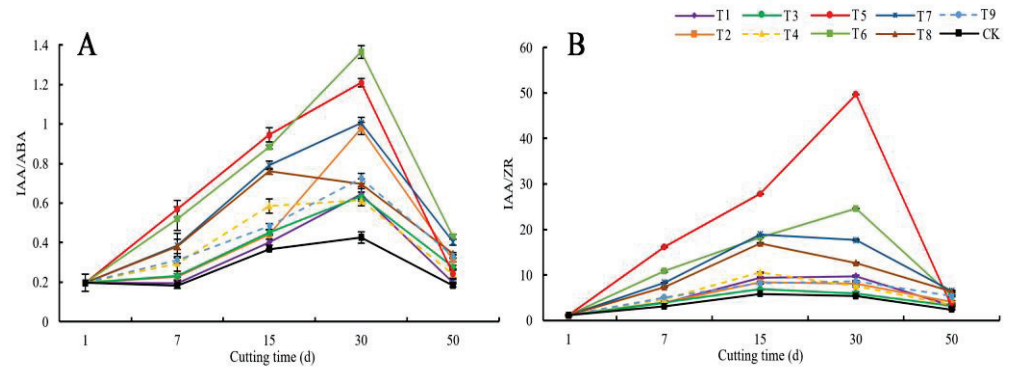 T1 T3 T5 T7 T9
T2 T4 T6 T8 CK
A
1.4
1.2
1
0.8
0.6
0.4
0.2
0
IAA/ABA
1 7 15 30 50
Cutting time (d)
B
60
50
40
30
20
10
0
IAA/ZR
1 7 15 30 50
Cutting time (d)